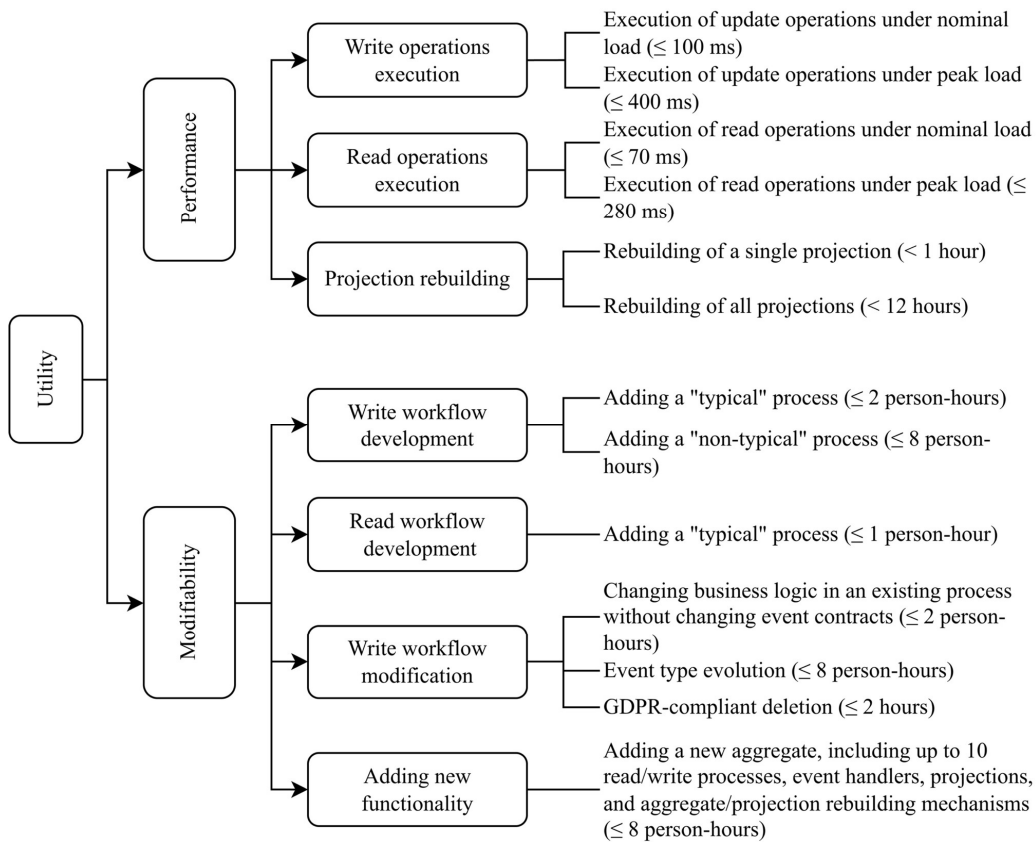 Utility
Performance
Write operations
execution
Execution of update operations under nominal
load (≤ 100 ms)
Execution of update operations under peak load
(≤ 400 ms)
Read operations
execution
Execution of read operations under nominal load
(≤ 70 ms)
Execution of read operations under peak load (≤
280 ms)
Projection rebuilding
Rebuilding of a single projection (< 1 hour)
Rebuilding of all projections (< 12 hours)
Modifiability
Write workflow
development
Adding a "typical" process (≤ 2 person-hours)
Adding a "non-typical" process (≤ 8 person-
hours)
Read workflow
development
Adding a "typical" process (≤ 1 person-hour)
Write workflow
modification
Changing business logic in an existing process
without changing event contracts (≤ 2 person-
hours)
Event type evolution (≤ 8 person-hours)
GDPR-compliant deletion (≤ 2 hours)
Adding new
functionality
Adding a new aggregate, including up to 10
read/write processes, event handlers, projections,
and aggregate/projection rebuilding mechanisms
(≤ 8 person-hours)